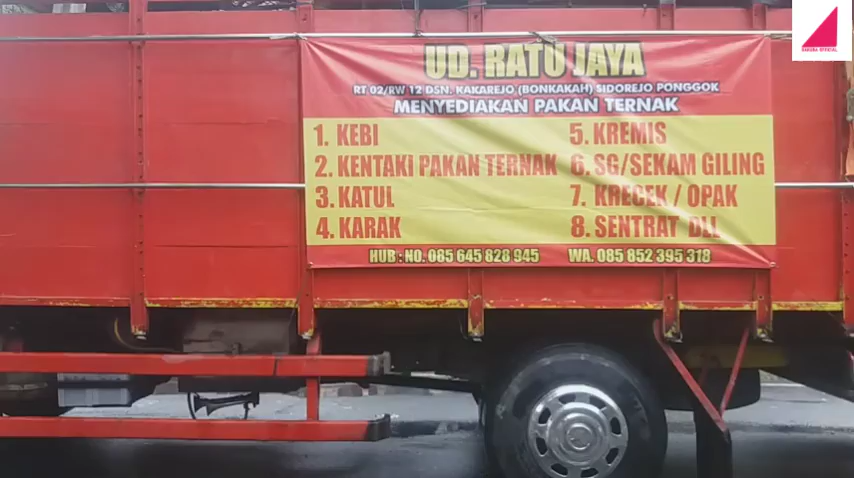 UD. RATU JAYA
RT 02/RW 12 DSN. KAKAREJO (BONKAKAH) SIDOREJO PONGGOK
MENYEDIAKAN PAKAN TERNAK
1. KEBI
2. KENTAKI PAKAN TERNAK
3. KATUL
4. KARAK
5. KREMIS
6. SG/SEKAM GILING
7. KRECEK / OPAK
8. SENTRAT DLL
HUB : NO. 085 645 828 945 WA. 085 852 395 318
SAKURA OFFICIAL